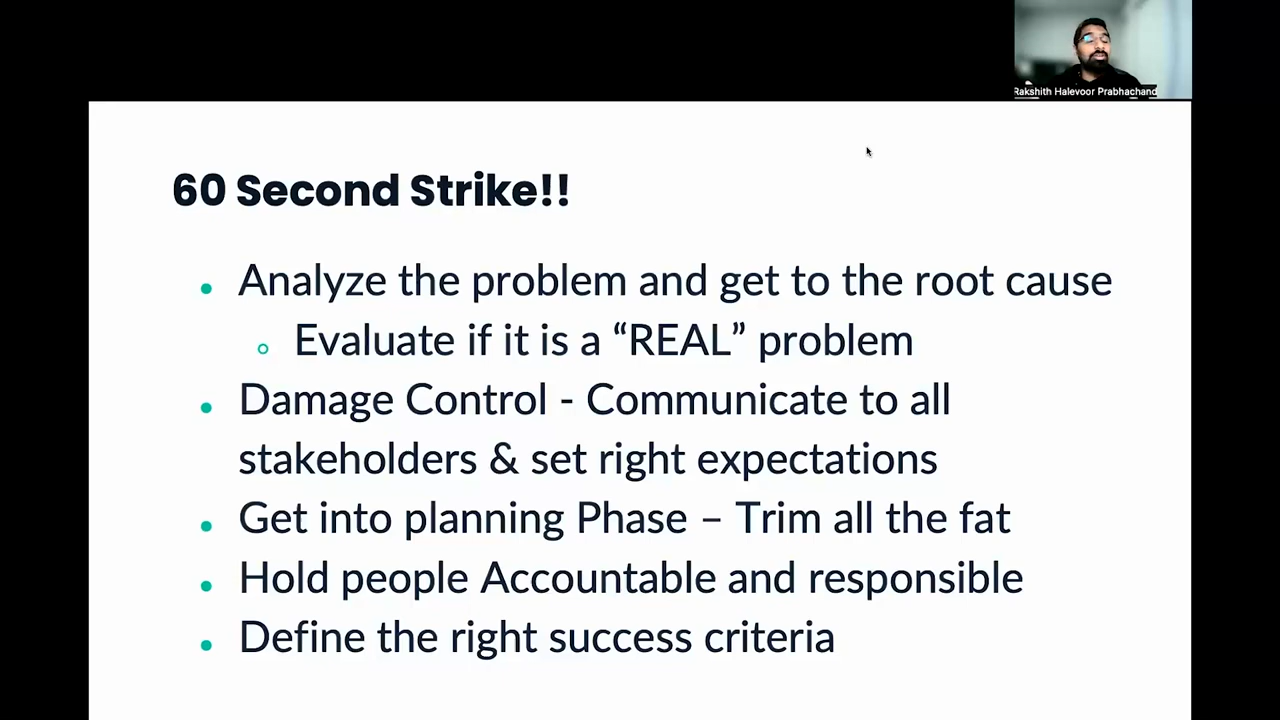 Rakshith Halevoor Prabhachand
60 Second Strike!!
Analyze the problem and get to the root cause
Evaluate if it is a “REAL” problem
Damage Control - Communicate to all
stakeholders & set right expectations
Get into planning Phase – Trim all the fat
Hold people Accountable and responsible
Define the right success criteria